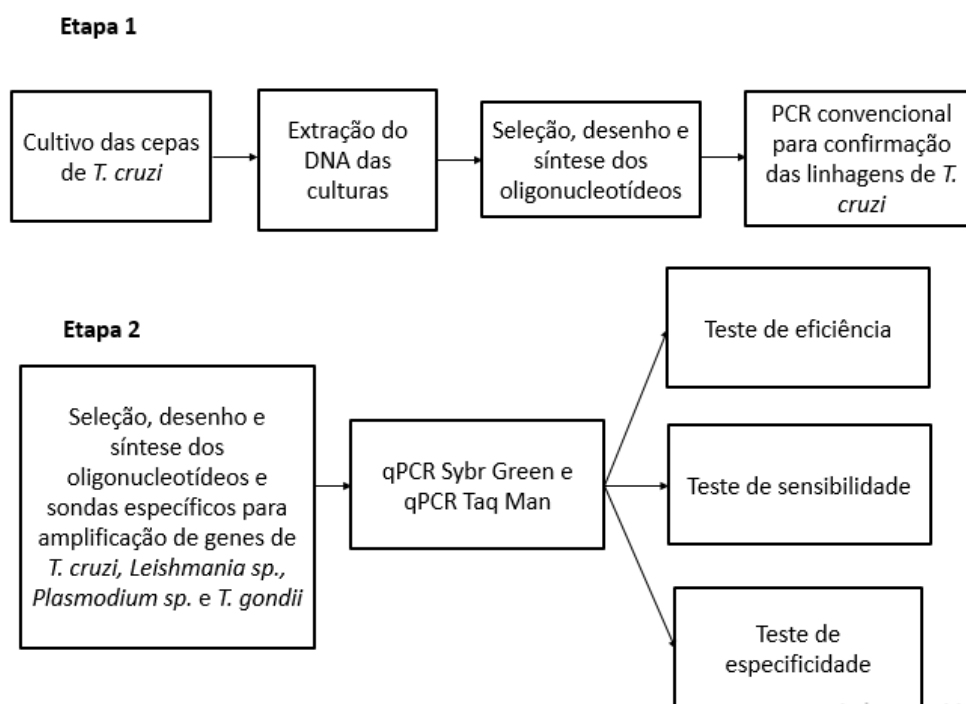 Etapa 1
Cultivo das cepas
de T. cruzi
Extração do
DNA das
culturas
Seleção, desenho e
síntese dos
oligonucleotídeos
PCR convencional
para confirmação
das linhagens de T.
cruzi
Etapa 2
Seleção, desenho e
síntese dos
oligonucleotídeos e
sondas específicos para
amplificação de genes de
T. cruzi, Leishmania sp.,
Plasmodium sp. e T. gondii
qPCR Sybr Green e
qPCR Taq Man
Teste de eficiência
Teste de sensibilidade
Teste de
especificidade